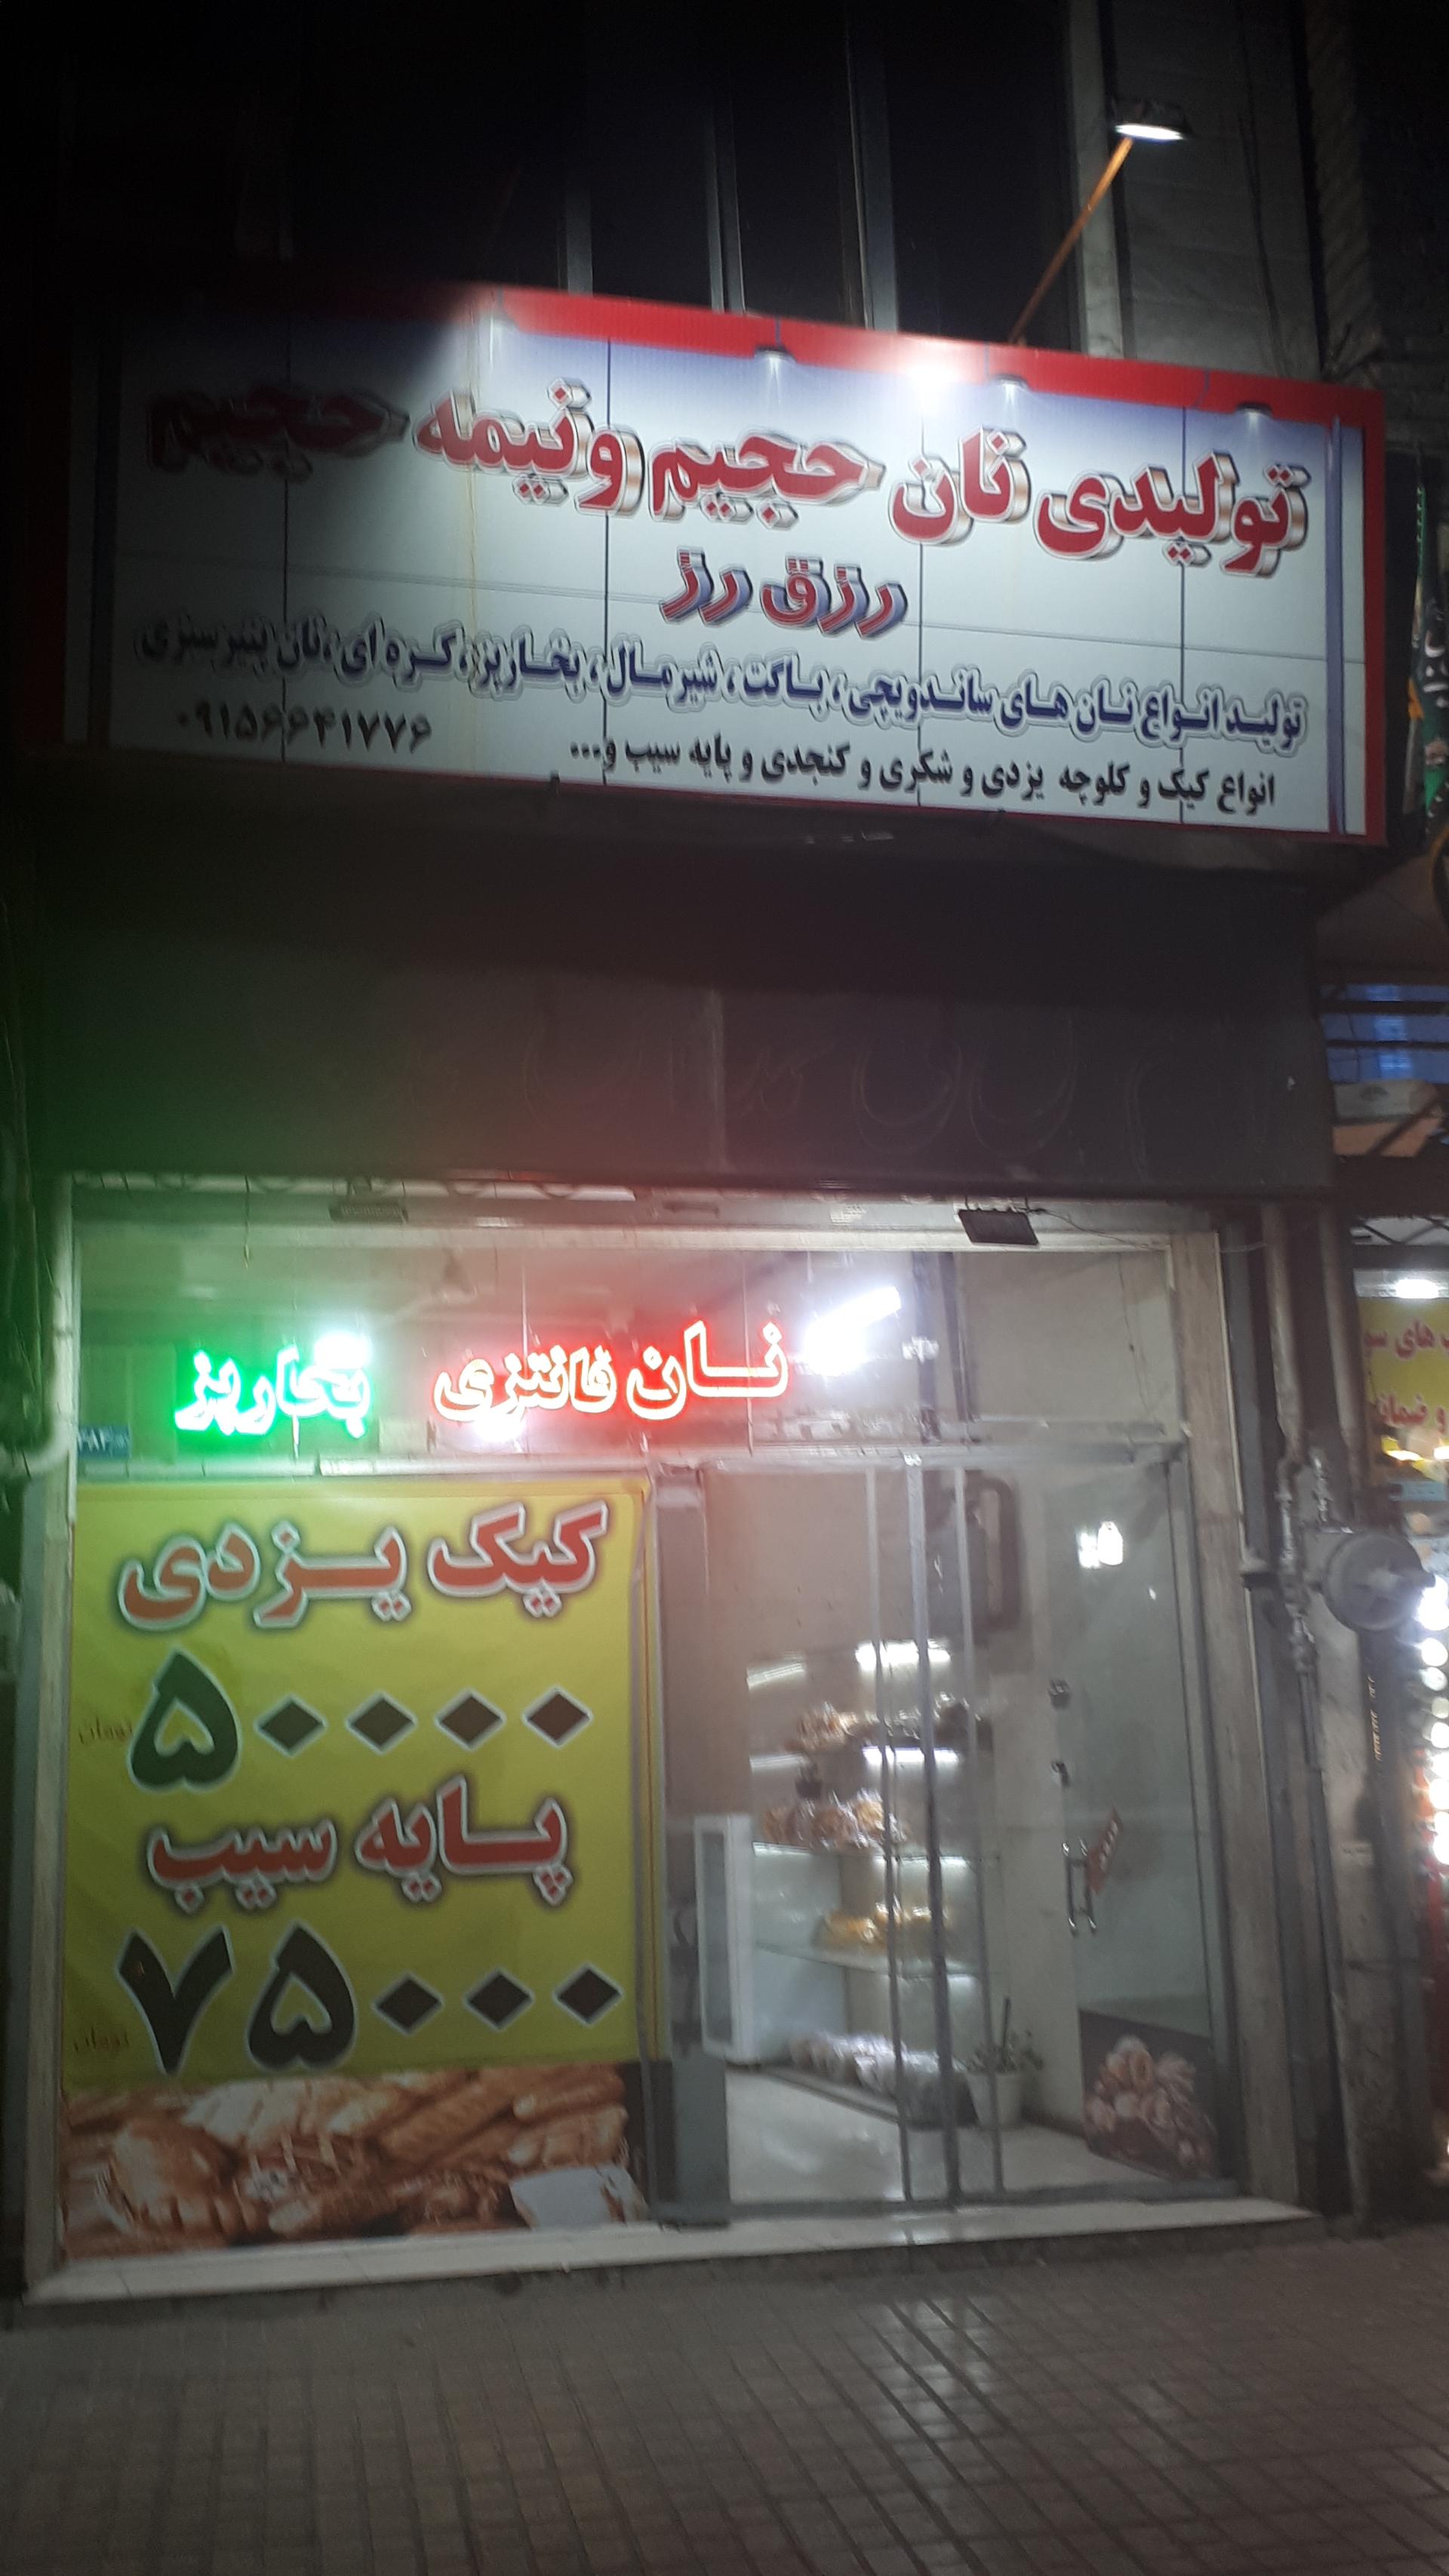 تولیدی نان حجیم و نیمه حجیم
رزق رز
تولید انواع نان های ساندویچی ، باگت ، شیرمال ، بخارپز ، کره ای ، نان پنیر سبزی
انواع کیک و کلوچه یزدی و شکری و کنجدی و پایه سیب و...
۰۹۱۵۶۶۴۱۷۷۶
نان فانتزی
بخارپز
کیک یزدی
۵۰۰۰۰ تومان
پایه سیب
۷۵۰۰۰ تومان